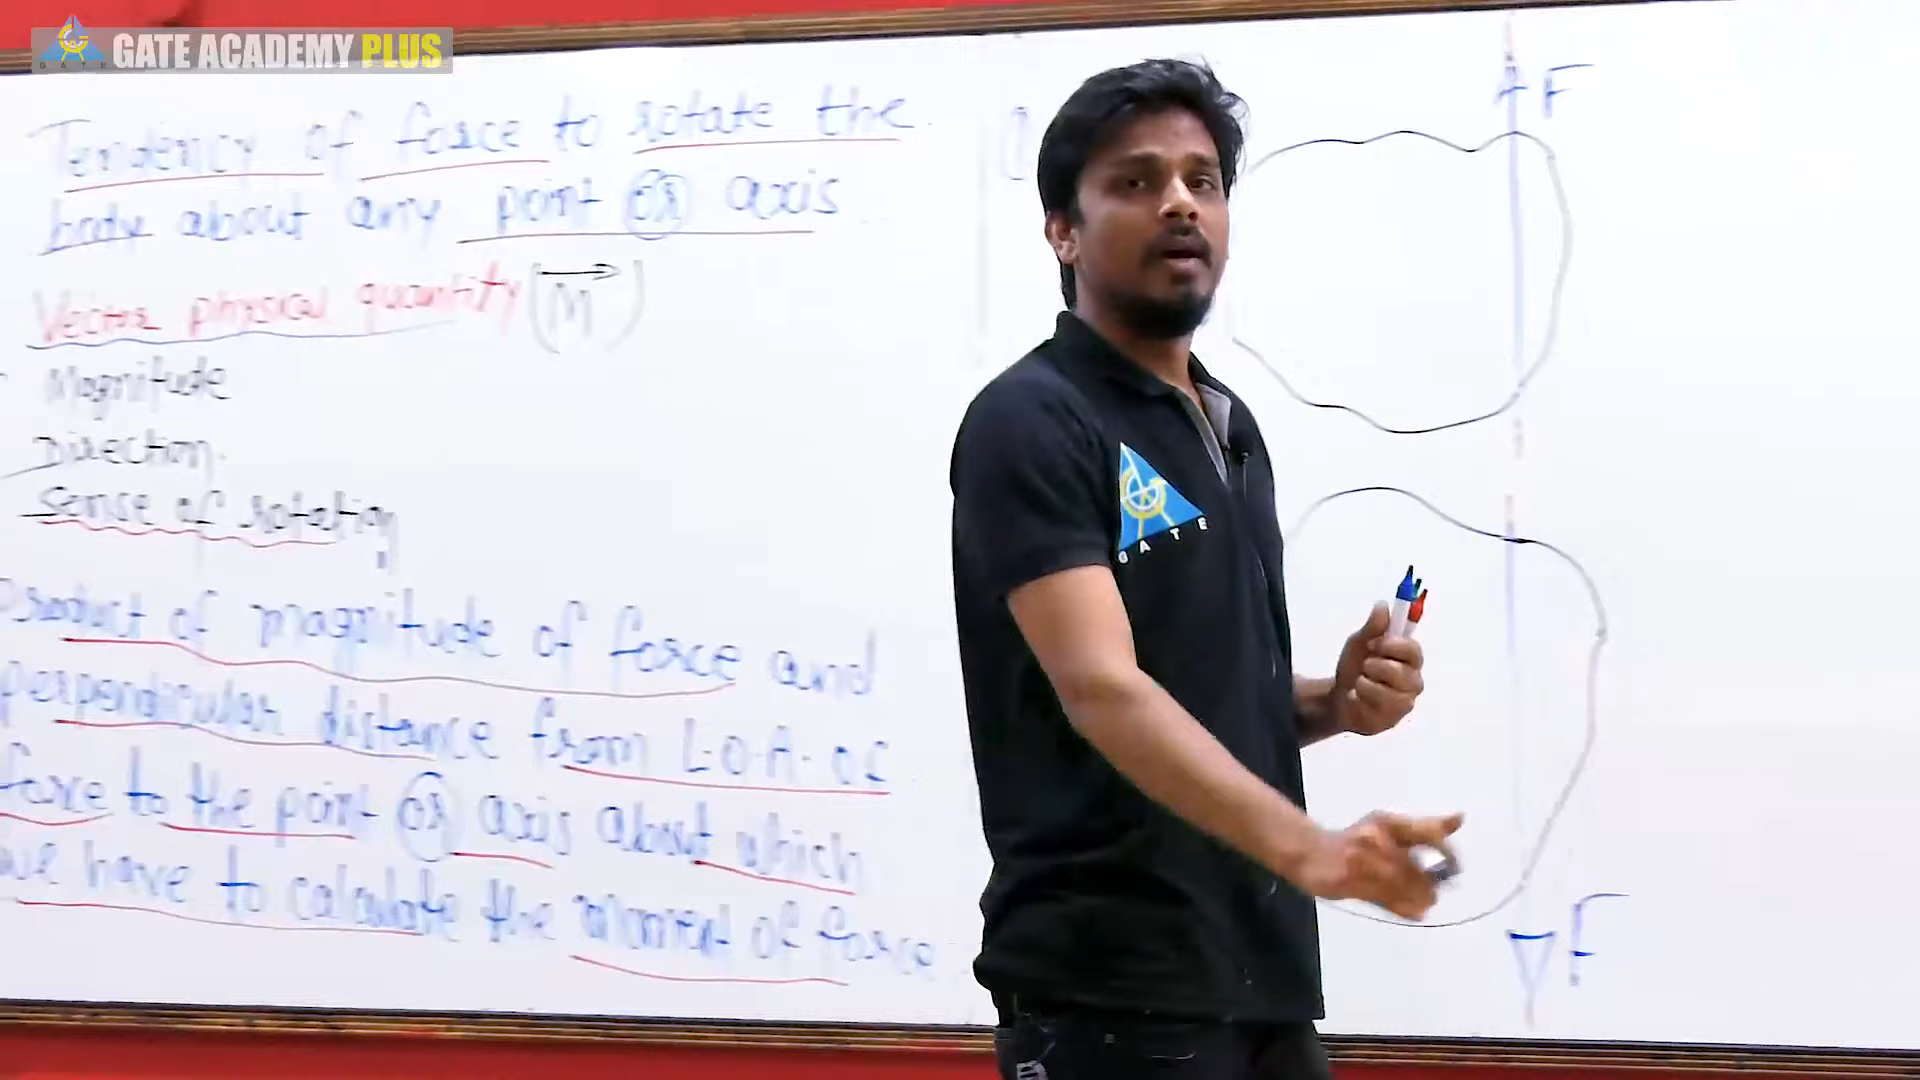 GATE ACADEMY PLUS
GATE
Tendency of force to rotate the
body about any point or axis
Vector physical quantity (M)
Magnitude
Direction
Sense of rotation
Product of magnitude of force and
perpendicular distance from L.O.A. of
force to the point or axis about which
we have to calculate the moment of force
F
F
GATE